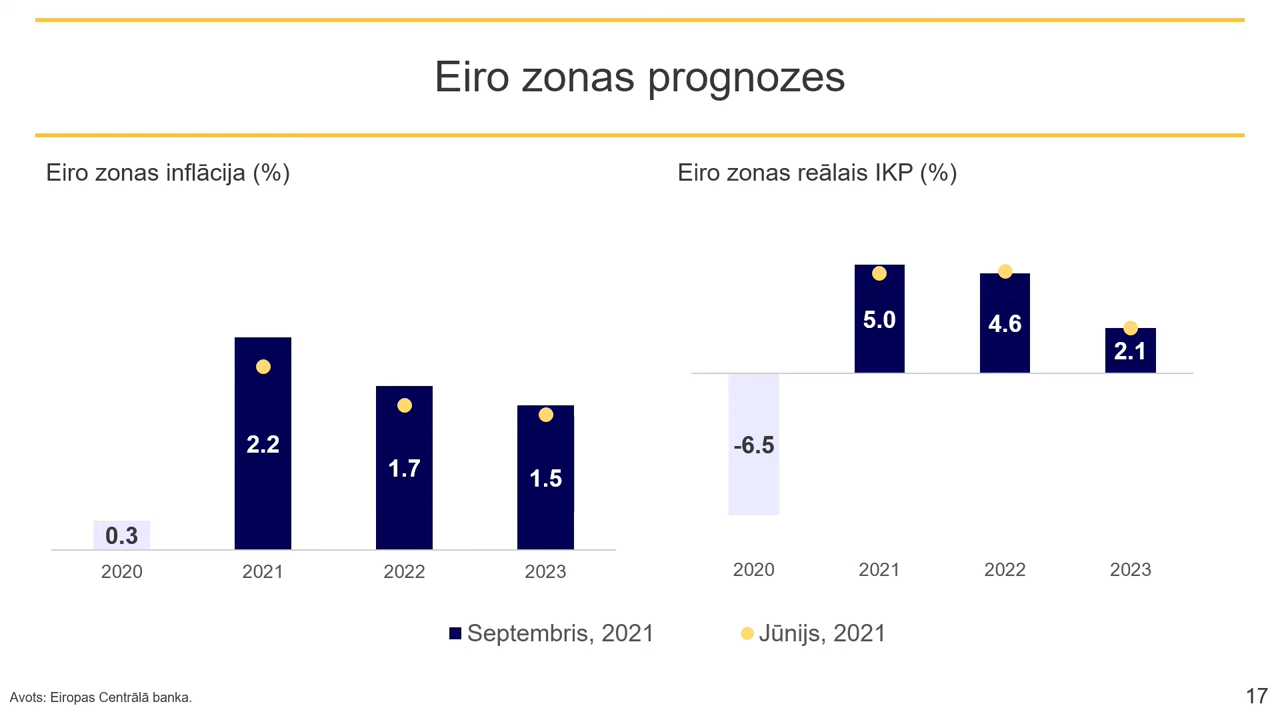 Eiro zonas prognozes
Eiro zonas inflācija (%)
0.3
2.2
1.7
1.5
2020
2021
2022
2023
Eiro zonas reālais IKP (%)
-6.5
5.0
4.6
2.1
2020
2021
2022
2023
Septembris, 2021
Jūnijs, 2021
Avots: Eiropas Centrālā banka.
17